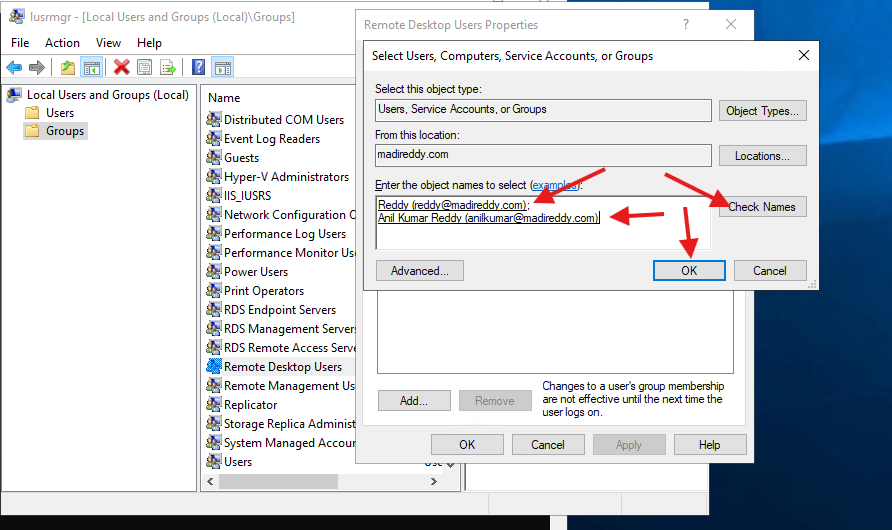 lusrmgr - [Local Users and Groups (Local)\Groups]
File Action View Help
Local Users and Groups (Local)
Users
Groups
Name
Distributed COM Users
Event Log Readers
Guests
Hyper-V Administrators
IIS_IUSRS
Network Configuration O
Performance Log Users
Performance Monitor Use
Power Users
Print Operators
RDS Endpoint Servers
RDS Management Servers
RDS Remote Access Serve
Remote Desktop Users
Remote Management Us
Replicator
Storage Replica Administ
System Managed Accour
Users
Remote Desktop Users Properties
Select Users, Computers, Service Accounts, or Groups
Select this object type:
Users, Service Accounts, or Groups
Object Types...
From this location:
madireddy.com
Locations...
Enter the object names to select (examples):
Reddy (reddy@madireddy.com);
Anil Kumar Reddy (anilkumar@madireddy.com)
Check Names
Advanced...
OK
Cancel
Add...
Remove
Changes to a user's group membership
are not effective until the next time the
user logs on.
OK
Cancel
Apply
Help